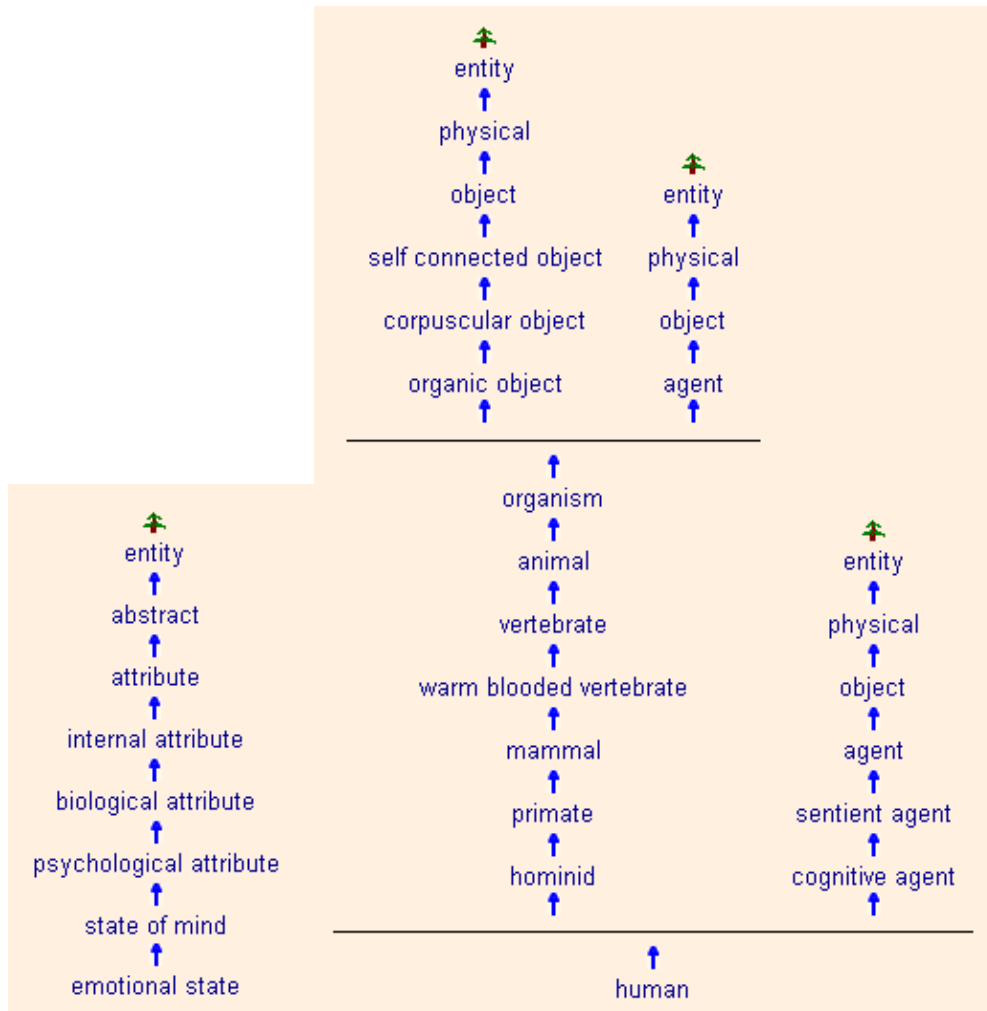 entity
physical
object
self connected object
corpuscular object
organic object
entity
physical
object
agent
organism
animal
vertebrate
warm blooded vertebrate
mammal
primate
hominid
entity
physical
object
agent
sentient agent
cognitive agent
human
entity
abstract
attribute
internal attribute
biological attribute
psychological attribute
state of mind
emotional state